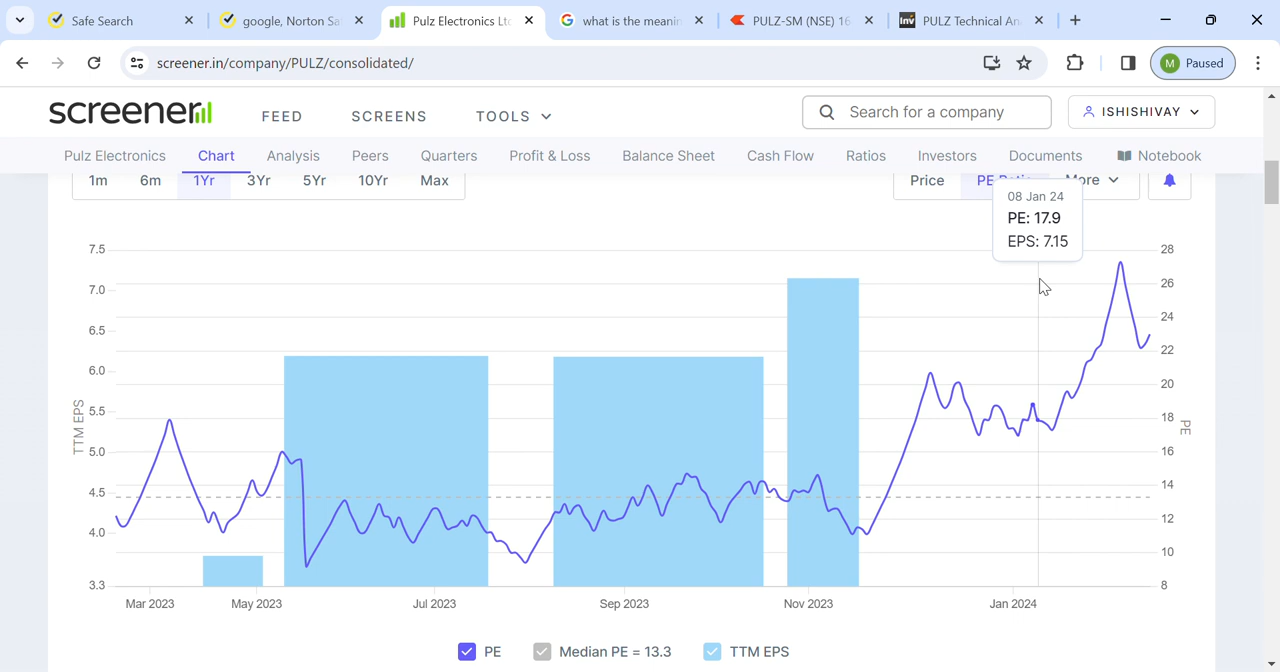 Safe Search
google, Norton Sa
Pulz Electronics Ltd
what is the meanin
PULZ-SM (NSE) 16
Inv PULZ Technical An
screener.in/company/PULZ/consolidated/
M Paused
screener
FEED SCREENS TOOLS
Search for a company
ISHISHIVAY
Pulz Electronics Chart Analysis Peers Quarters Profit & Loss Balance Sheet Cash Flow Ratios Investors Documents Notebook
1m 6m 1Yr 3Yr 5Yr 10Yr Max
Price PE Ratio More
08 Jan 24
PE: 17.9
EPS: 7.15
7.5
7.0
6.5
6.0
5.5
5.0
4.5
4.0
3.3
TTM EPS
28
26
24
22
20
18
16
14
12
10
8
PE
Mar 2023 May 2023 Jul 2023 Sep 2023 Nov 2023 Jan 2024
PE Median PE = 13.3 TTM EPS